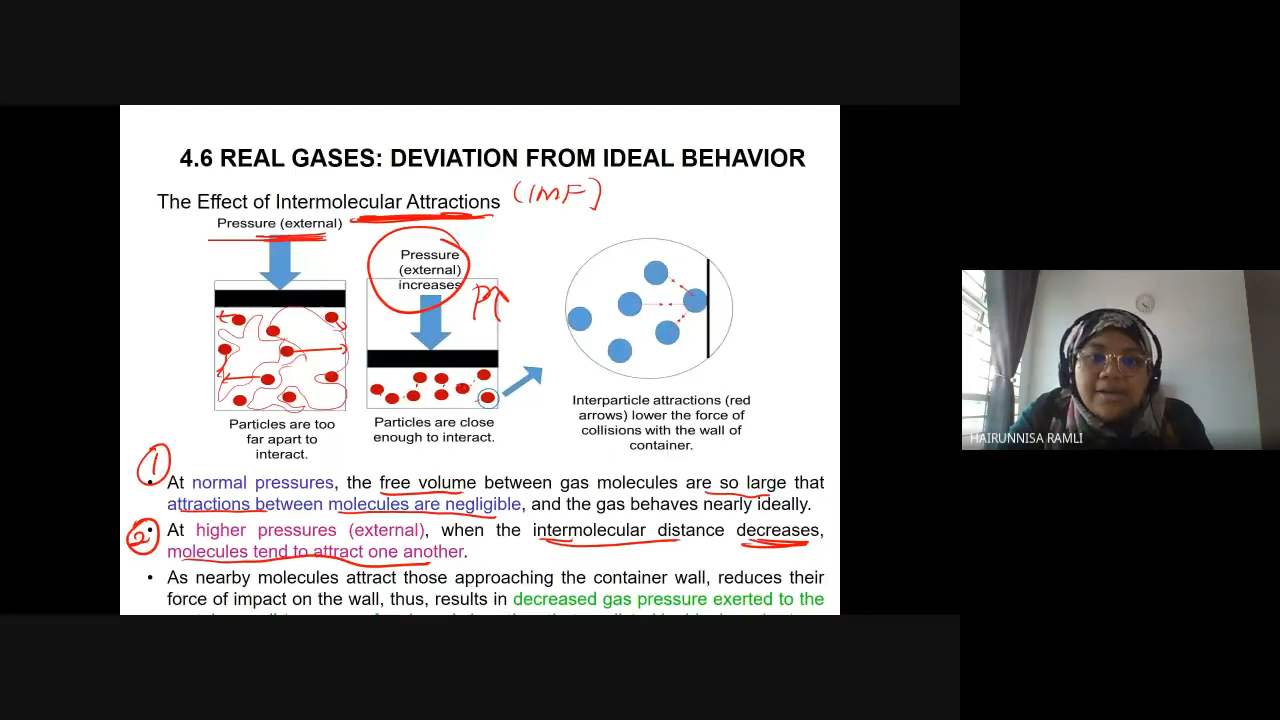 4.6 REAL GASES: DEVIATION FROM IDEAL BEHAVIOR
The Effect of Intermolecular Attractions (IMF)
Pressure (external)
Pressure
(external)
increases
P↑
Particles are too
far apart to
interact.
Particles are close
enough to interact.
Interparticle attractions (red
arrows) lower the force of
collisions with the wall of
container.
1
• At normal pressures, the free volume between gas molecules are so large that
attractions between molecules are negligible, and the gas behaves nearly ideally.
2
• At higher pressures (external), when the intermolecular distance decreases,
molecules tend to attract one another.
• As nearby molecules attract those approaching the container wall, reduces their
force of impact on the wall, thus, results in decreased gas pressure exerted to the
HAIRUNNISA RAMLI